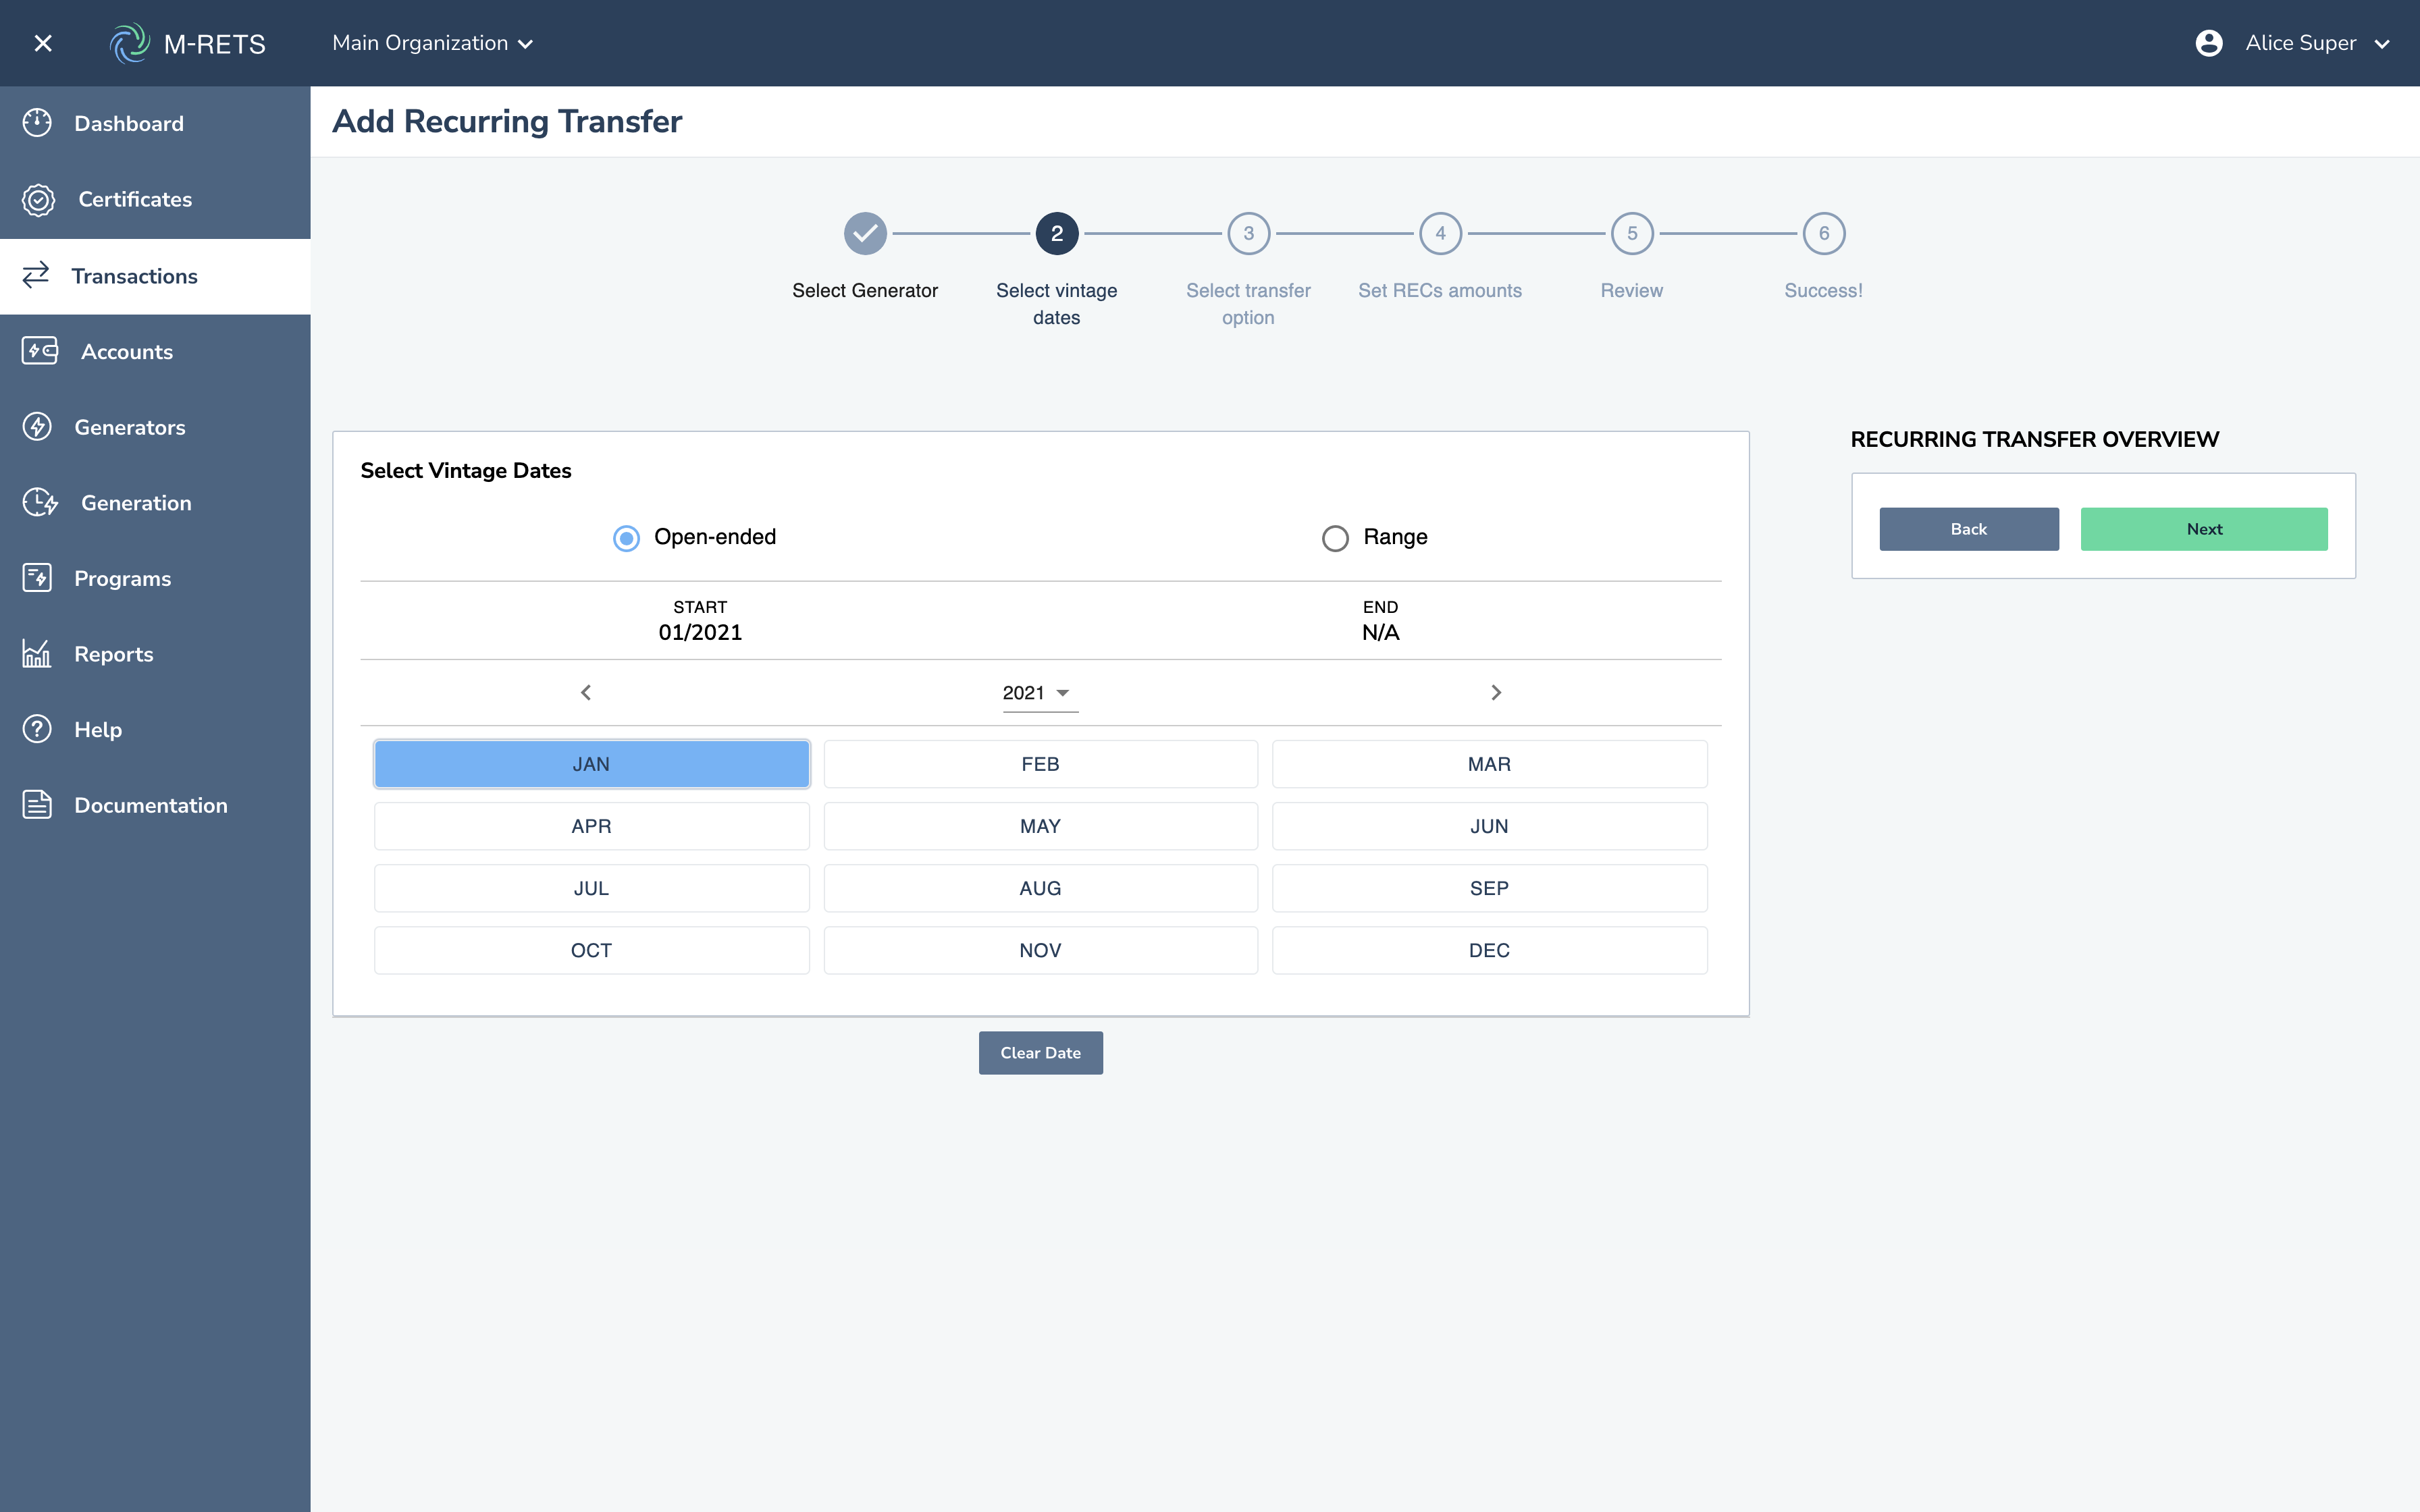 M-RETS
Main Organization
Alice Super
Dashboard
Certificates
Transactions
Accounts
Generators
Generation
Programs
Reports
Help
Documentation
Add Recurring Transfer
2
3
4
5
6
Select Generator
Select vintage
dates
Select transfer
option
Set RECs amounts
Review
Success!
Select Vintage Dates
Open-ended
Range
START
01/2021
END
N/A
2021
JAN
FEB
MAR
APR
MAY
JUN
JUL
AUG
SEP
OCT
NOV
DEC
Clear Date
RECURRING TRANSFER OVERVIEW
Back
Next